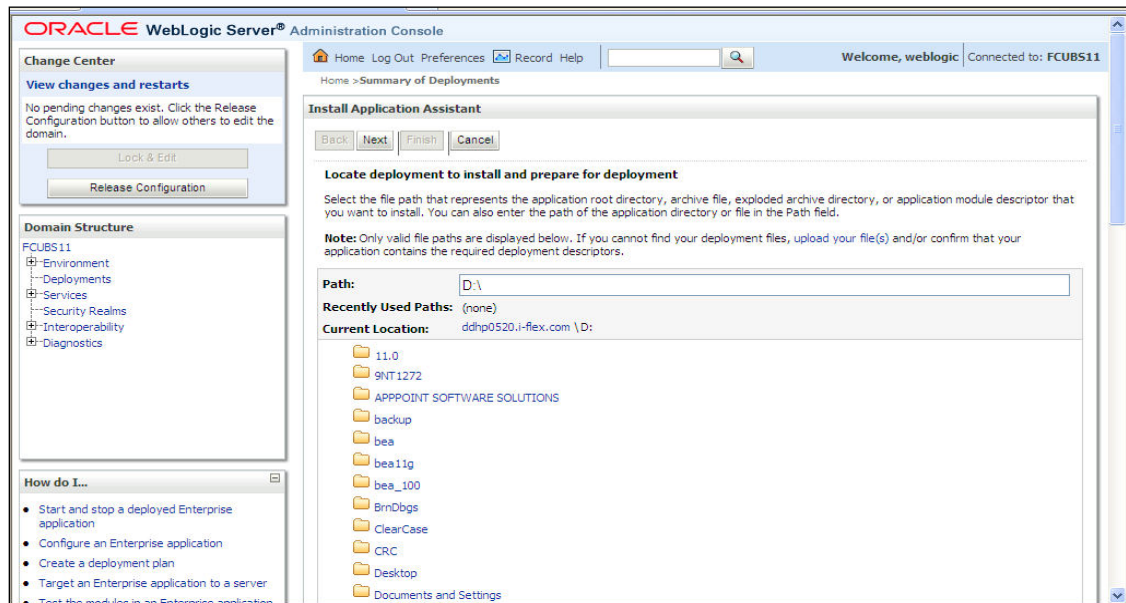 ORACLE WebLogic Server® Administration Console
Change Center
View changes and restarts
No pending changes exist. Click the Release
Configuration button to allow others to edit the
domain.
Lock & Edit
Release Configuration
Domain Structure
FCUBS11
Environment
Deployments
Services
Security Realms
Interoperability
Diagnostics
How do I...
Start and stop a deployed Enterprise
application
Configure an Enterprise application
Create a deployment plan
Target an Enterprise application to a server
Test the modules in an Enterprise application
Home Log Out Preferences Record Help
Welcome, weblogic Connected to: FCUBS11
Home >Summary of Deployments
Install Application Assistant
Back Next Finish Cancel
Locate deployment to install and prepare for deployment
Select the file path that represents the application root directory, archive file, exploded archive directory, or application module descriptor that
you want to install. You can also enter the path of the application directory or file in the Path field.
Note: Only valid file paths are displayed below. If you cannot find your deployment files, upload your file(s) and/or confirm that your
application contains the required deployment descriptors.
Path: D:\
Recently Used Paths: (none)
Current Location: ddhp0520.i-flex.com \D:
11.0
9NT1272
APPPOINT SOFTWARE SOLUTIONS
backup
bea
bea11g
bea_100
BrnDbgs
ClearCase
CRC
Desktop
Documents and Settings